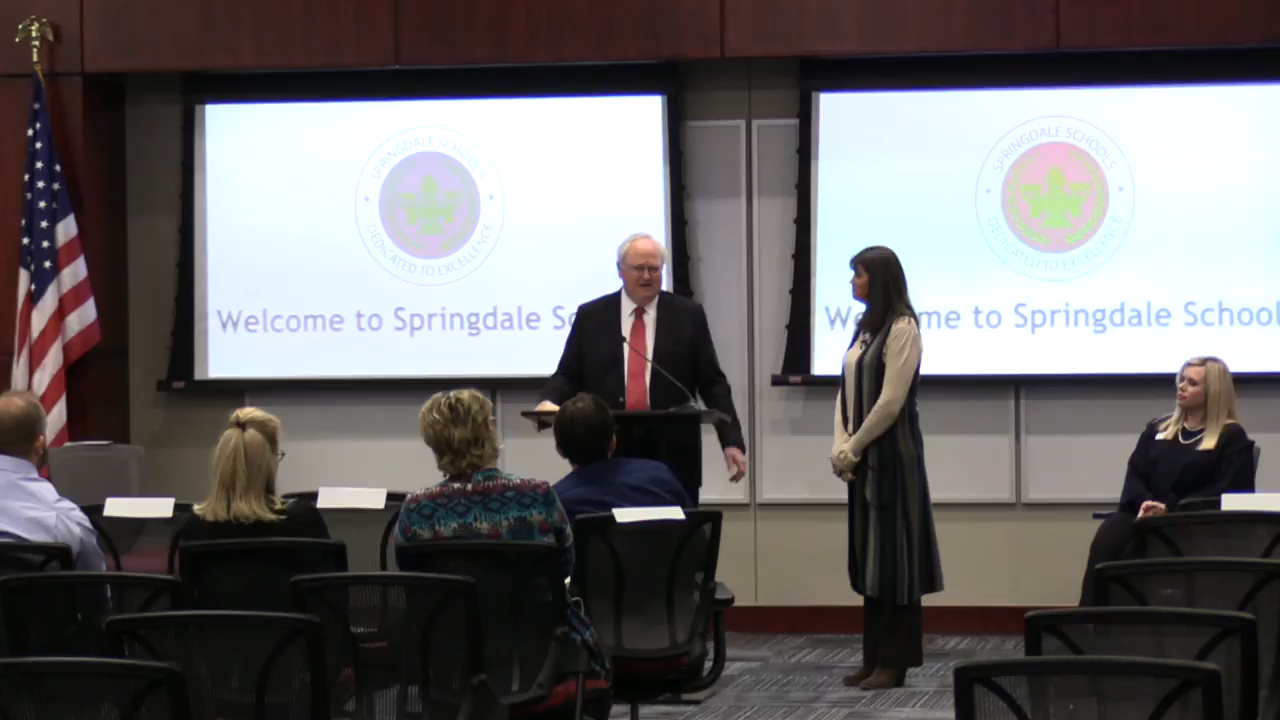 SPRINGDALE SCHOOLS
DEDICATED TO EXCELLENCE
Welcome to Springdale Sc
SPRINGDALE SCHOOLS
DEDICATED TO EXCELLENCE
We me to Springdale School